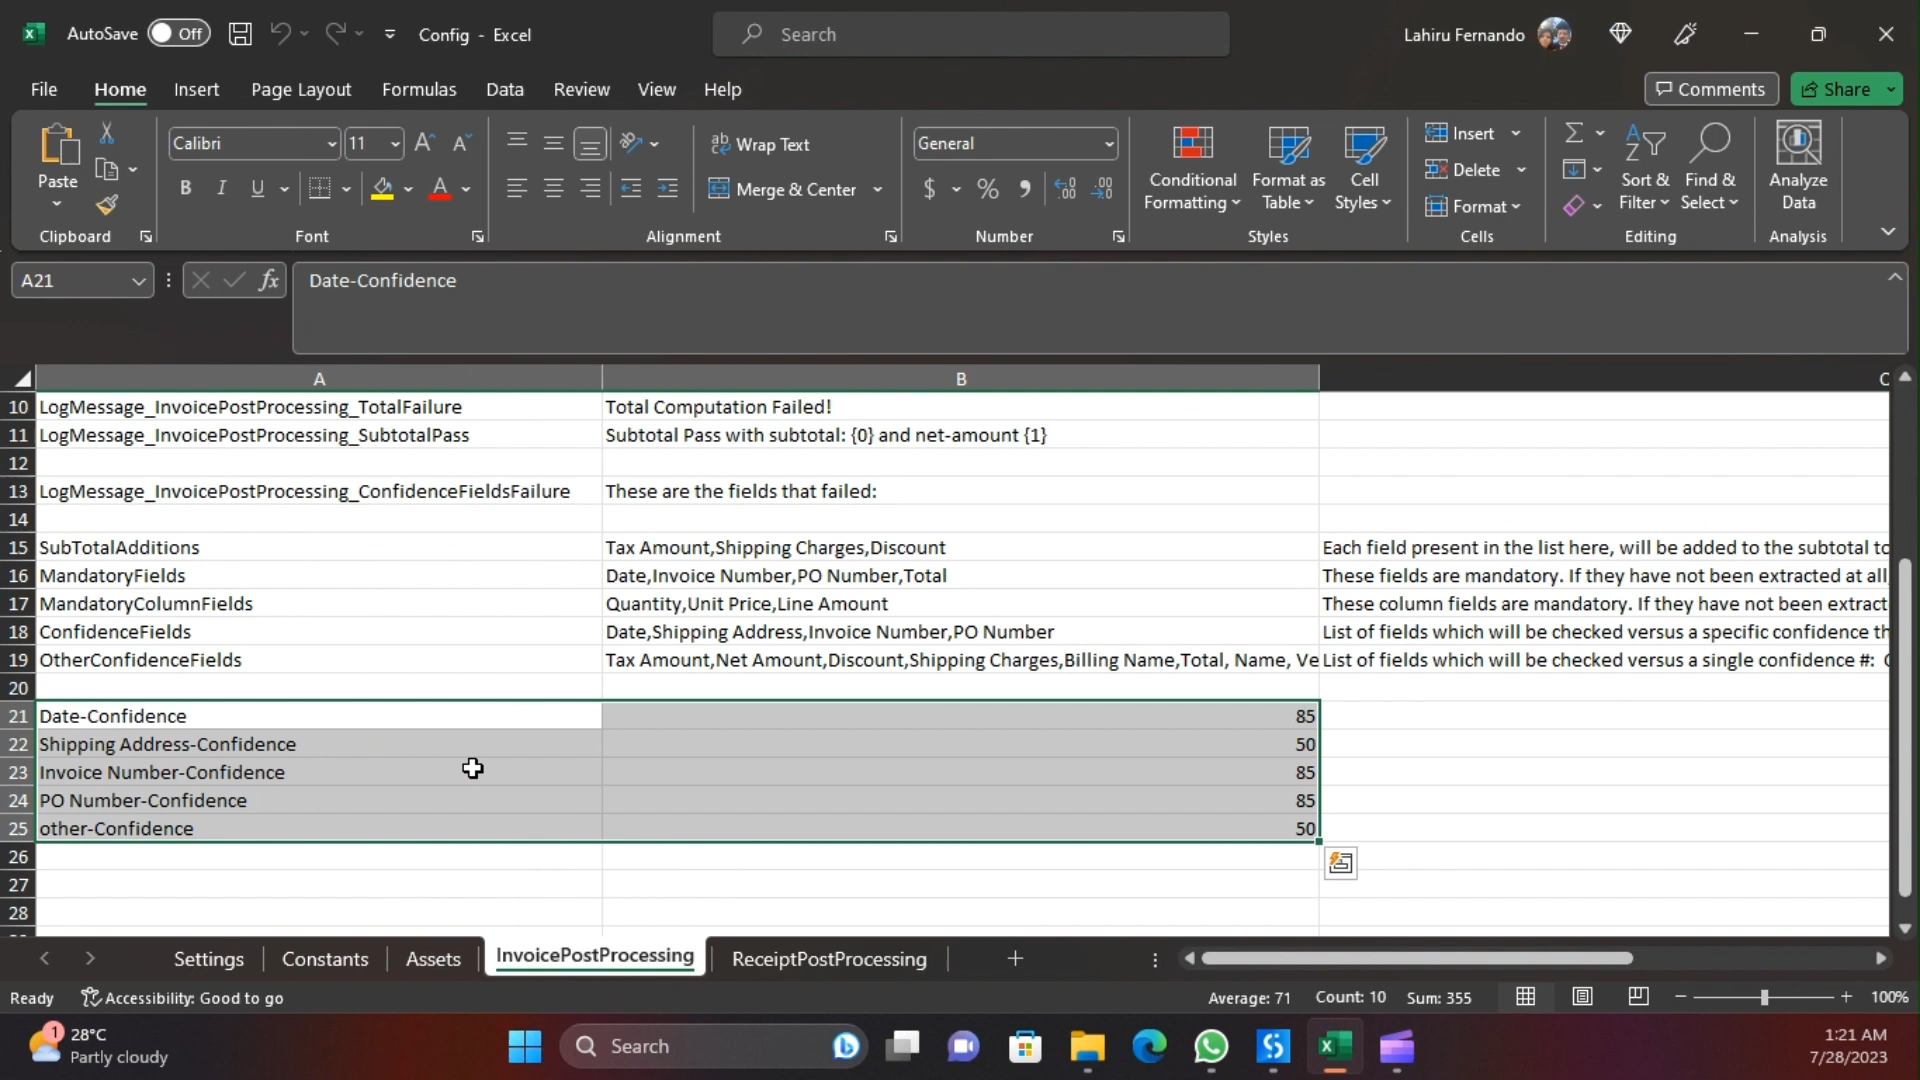 AutoSave Off Config - Excel Search Lahiru Fernando
File Home Insert Page Layout Formulas Data Review View Help Comments Share
Paste Calibri 11 Wrap Text General Conditional Formatting Format as Table Cell Styles Insert Sort & Filter Find & Select Analyze Data
B I U Merge & Center $ % Delete
Format
Clipboard Font Alignment Number Styles Cells Editing Analysis
A21 fx Date-Confidence
A B C
10 LogMessage_InvoicePostProcessing_TotalFailure Total Computation Failed!
11 LogMessage_InvoicePostProcessing_SubtotalPass Subtotal Pass with subtotal: {0} and net-amount {1}
12
13 LogMessage_InvoicePostProcessing_ConfidenceFieldsFailure These are the fields that failed:
14
15 SubTotalAdditions Tax Amount,Shipping Charges,Discount Each field present in the list here, will be added to the subtotal to
16 MandatoryFields Date,Invoice Number,PO Number,Total These fields are mandatory. If they have not been extracted at all,
17 MandatoryColumnFields Quantity,Unit Price,Line Amount These column fields are mandatory. If they have not been extract
18 ConfidenceFields Date,Shipping Address,Invoice Number,PO Number List of fields which will be checked versus a specific confidence th
19 OtherConfidenceFields Tax Amount,Net Amount,Discount,Shipping Charges,Billing Name,Total, Name, Ve List of fields which will be checked versus a single confidence #:
20
21 Date-Confidence 85
22 Shipping Address-Confidence 50
23 Invoice Number-Confidence 85
24 PO Number-Confidence 85
25 other-Confidence 50
26
27
28
Settings Constants Assets InvoicePostProcessing ReceiptPostProcessing
Ready Accessibility: Good to go Average: 71 Count: 10 Sum: 355 100%
1 28°C Search 1:21 AM
Partly cloudy 7/28/2023